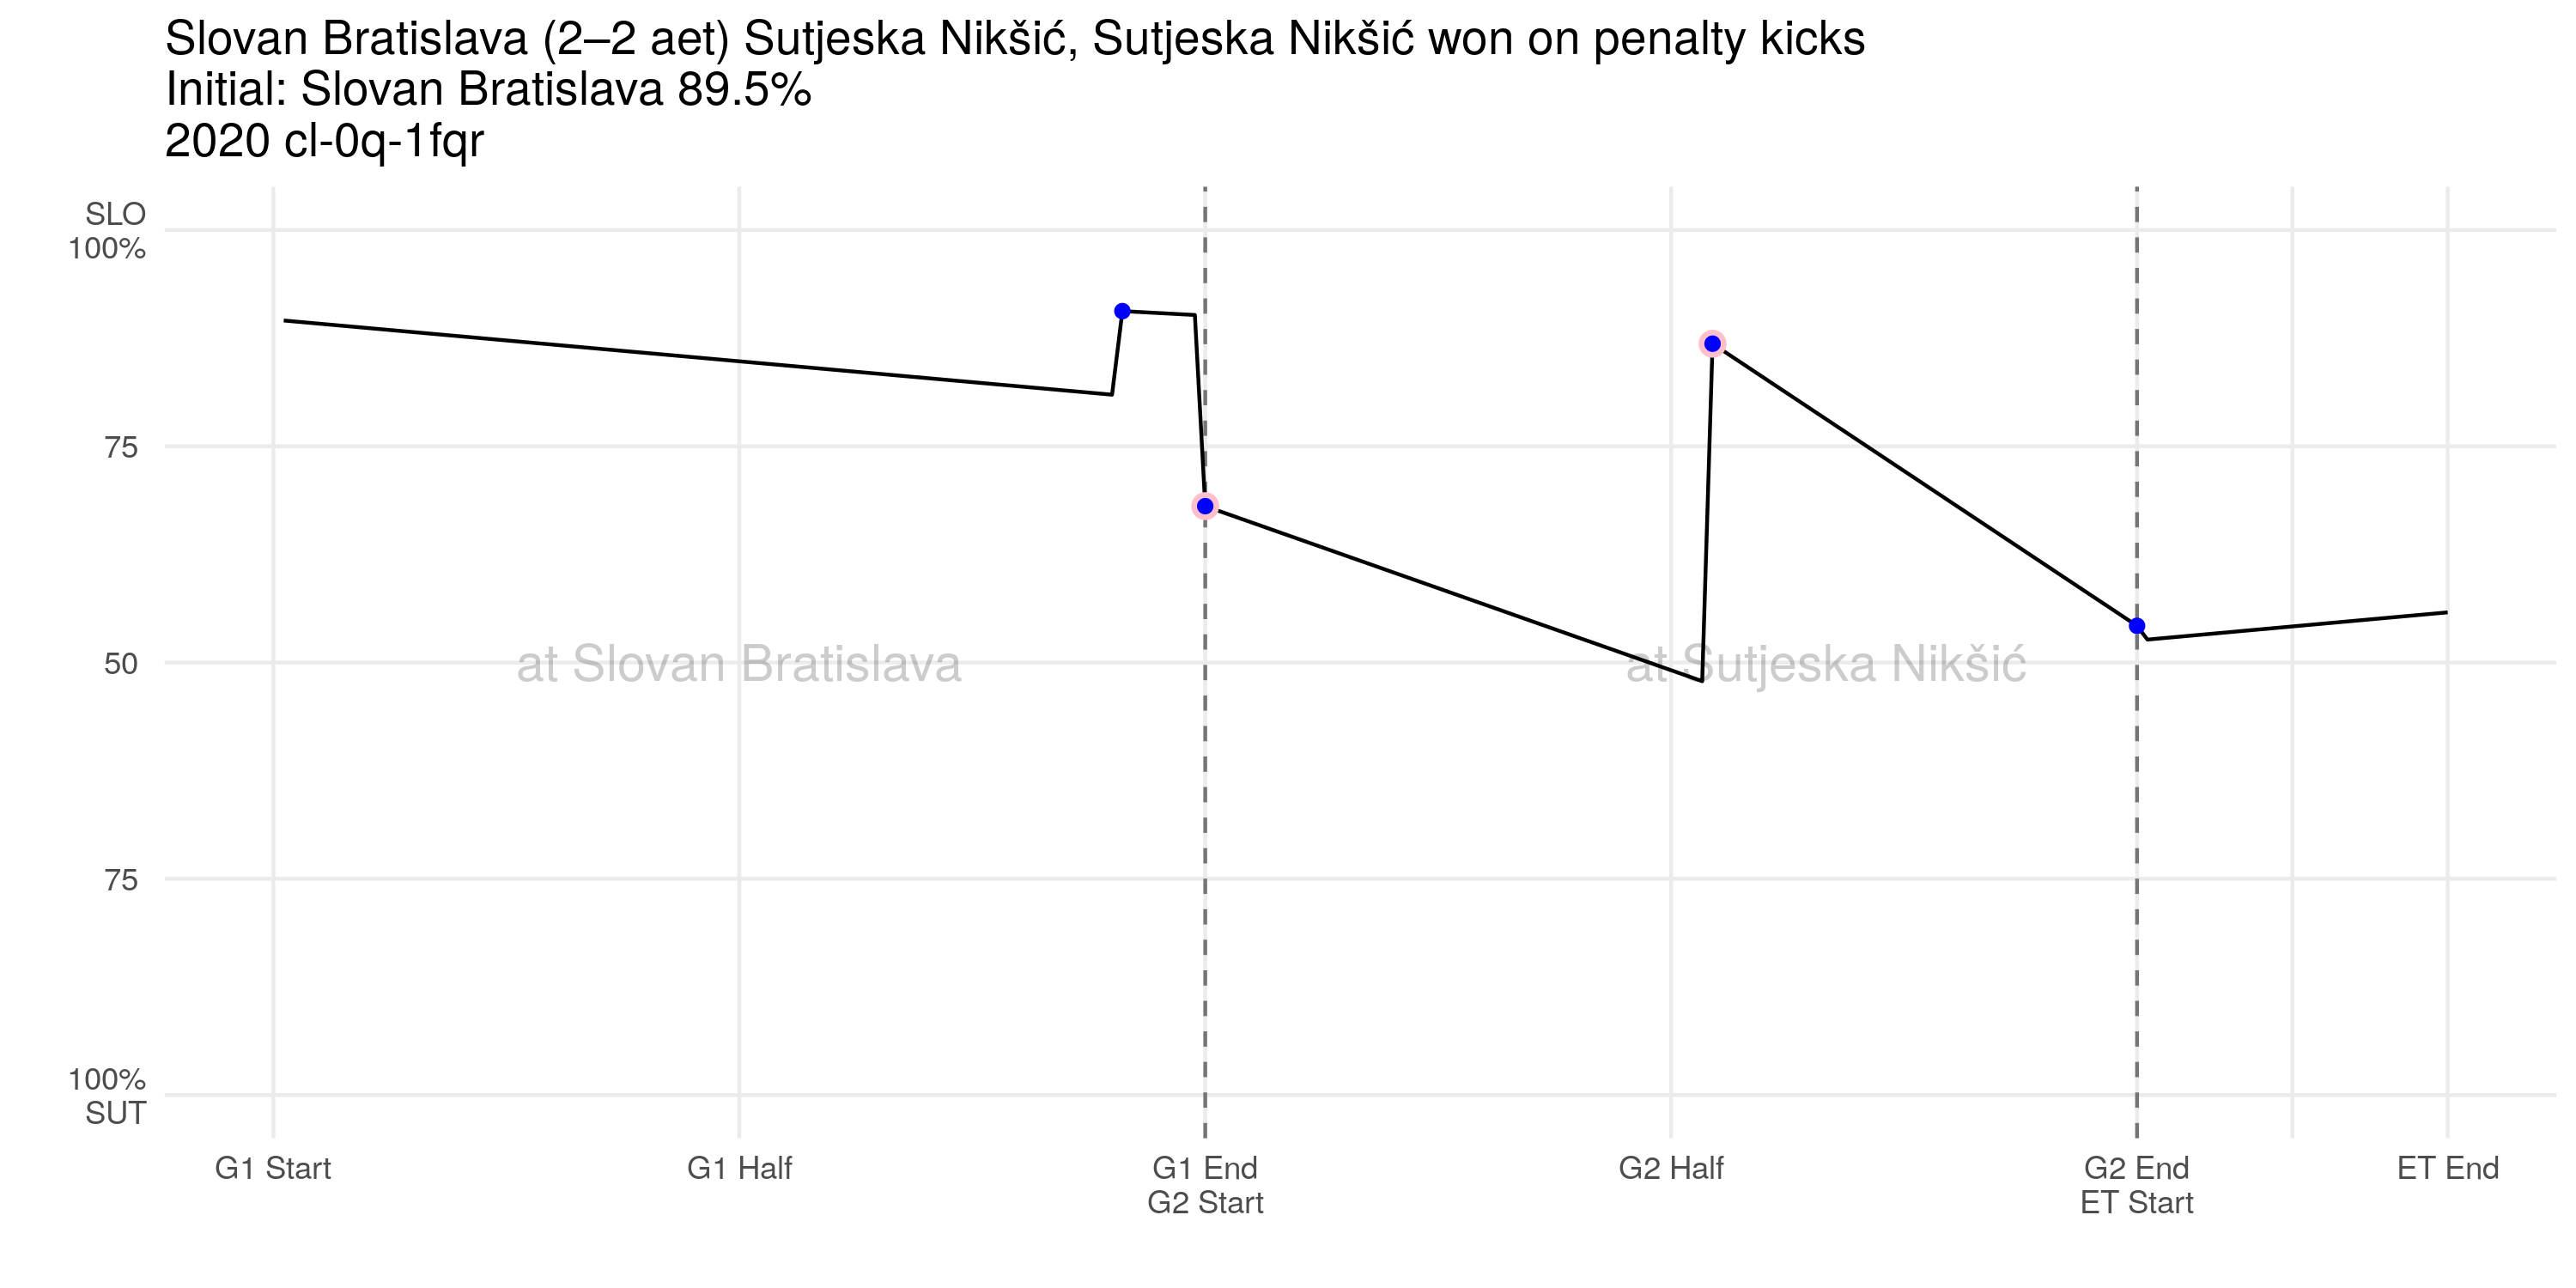 Slovan Bratislava (2–2 aet) Sutjeska Nikšić, Sutjeska Nikšić won on penalty kicks
Initial: Slovan Bratislava 89.5%
2020 cl-0q-1fqr
SLO
100%
75
50
75
100%
SUT
at Slovan Bratislava
at Sutjeska Nikšić
G1 Start
G1 Half
G1 End
G2 Start
G2 Half
G2 End
ET Start
ET End